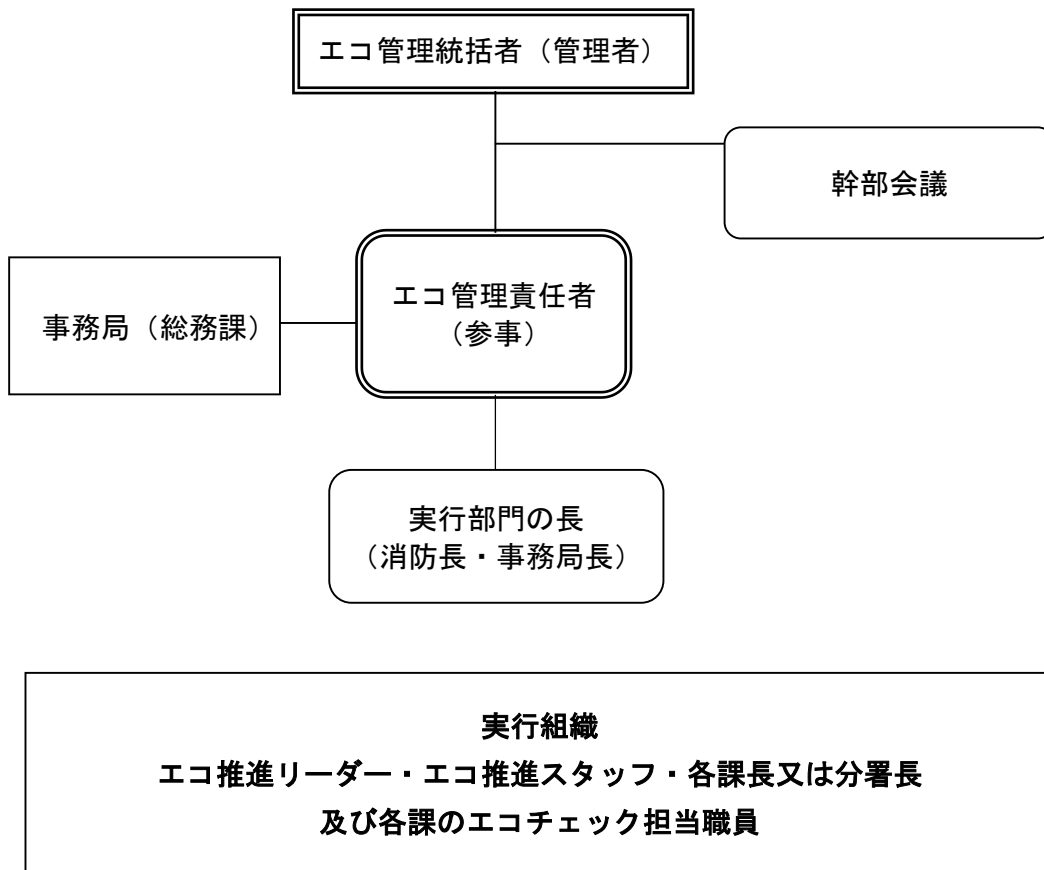 エコ管理統括者（管理者）
幹部会議
エコ管理責任者
（参事）
事務局（総務課）
実行部門の長
（消防長・事務局長）
実行組織
エコ推進リーダー・エコ推進スタッフ・各課長又は分署長
及び各課のエコチェック担当職員